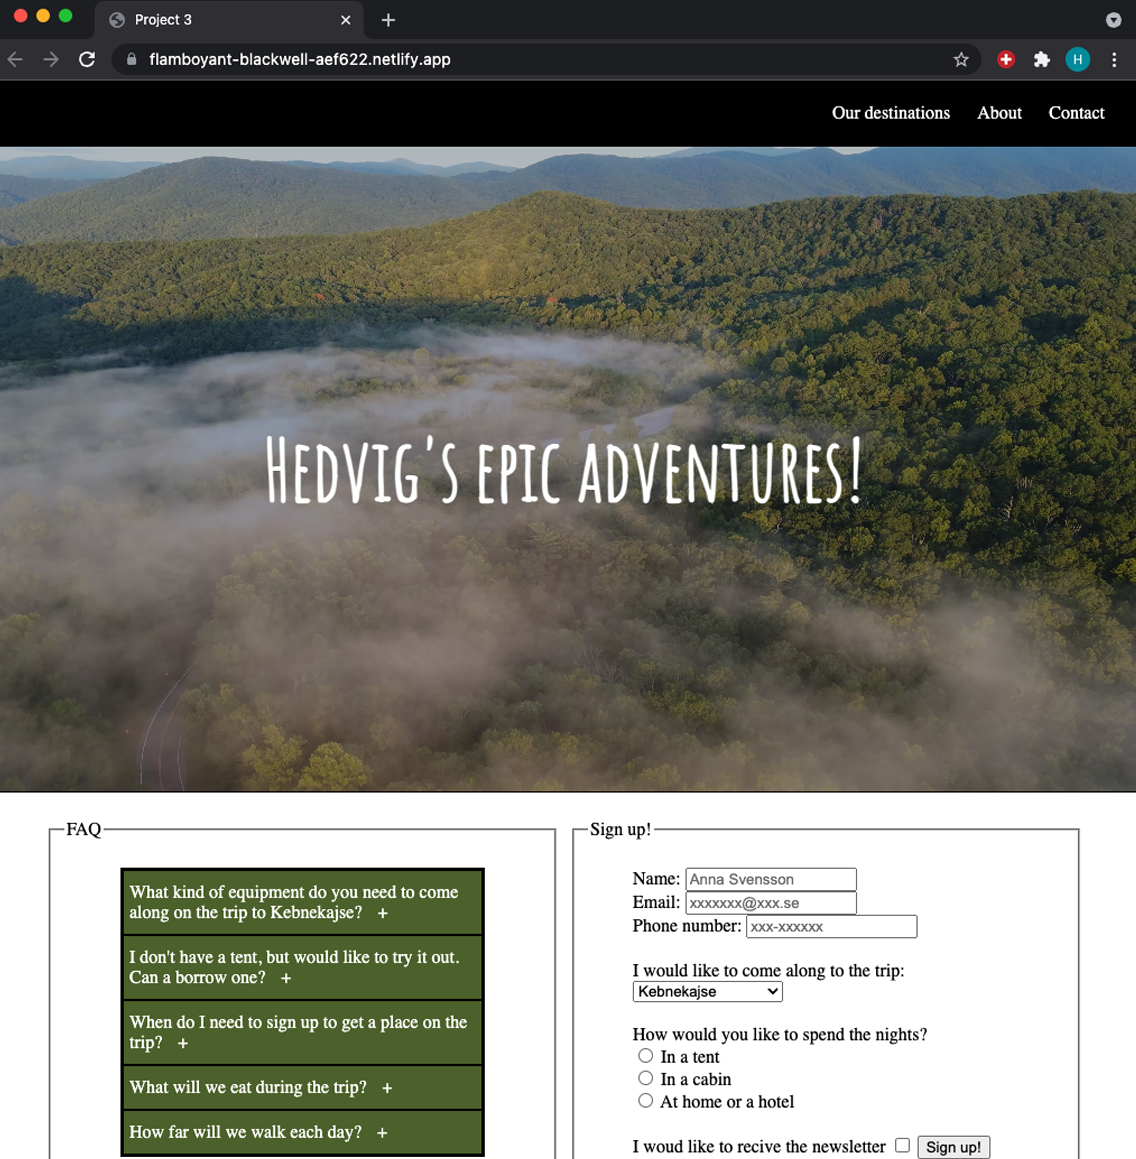 Project 3
flamboyant-blackwell-aef622.netlify.app
H
Our destinations About Contact
Hedvig's epic adventures!
FAQ
What kind of equipment do you need to come
along on the trip to Kebnekajse? +
I don't have a tent, but would like to try it out.
Can a borrow one? +
When do I need to sign up to get a place on the
trip? +
What will we eat during the trip? +
How far will we walk each day? +
Sign up!
Name: Anna Svensson
Email: xxxxxxx@xxx.se
Phone number: xxx-xxxxxx
I would like to come along to the trip:
Kebnekajse
How would you like to spend the nights?
In a tent
In a cabin
At home or a hotel
I woud like to recive the newsletter Sign up!